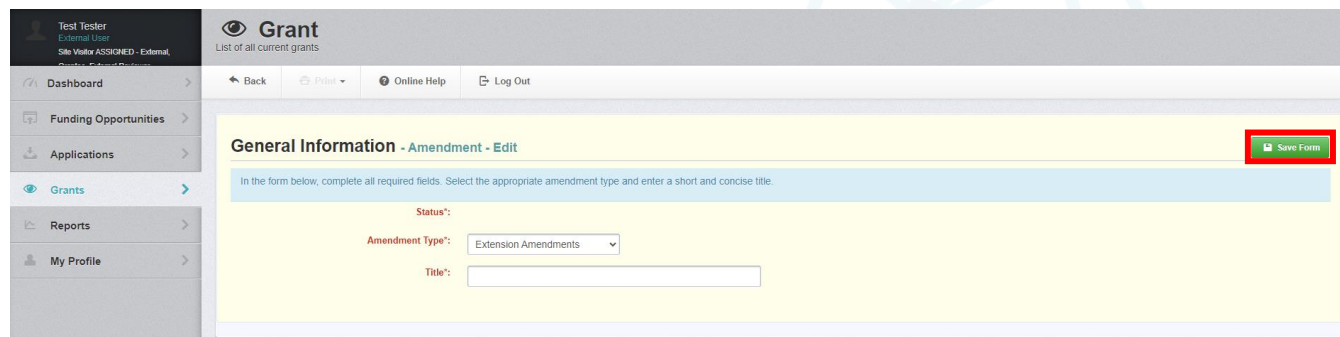 Test Tester
External User
Site Visitor ASSIGNED - External,
Grantee, External Reviewer
Dashboard
Funding Opportunities
Applications
Grants
Reports
My Profile
Grant
List of all current grants
Back
Print
Online Help
Log Out
General Information - Amendment - Edit
Save Form
In the form below, complete all required fields. Select the appropriate amendment type and enter a short and concise title.
Status*:
Amendment Type*: Extension Amendments
Title*: